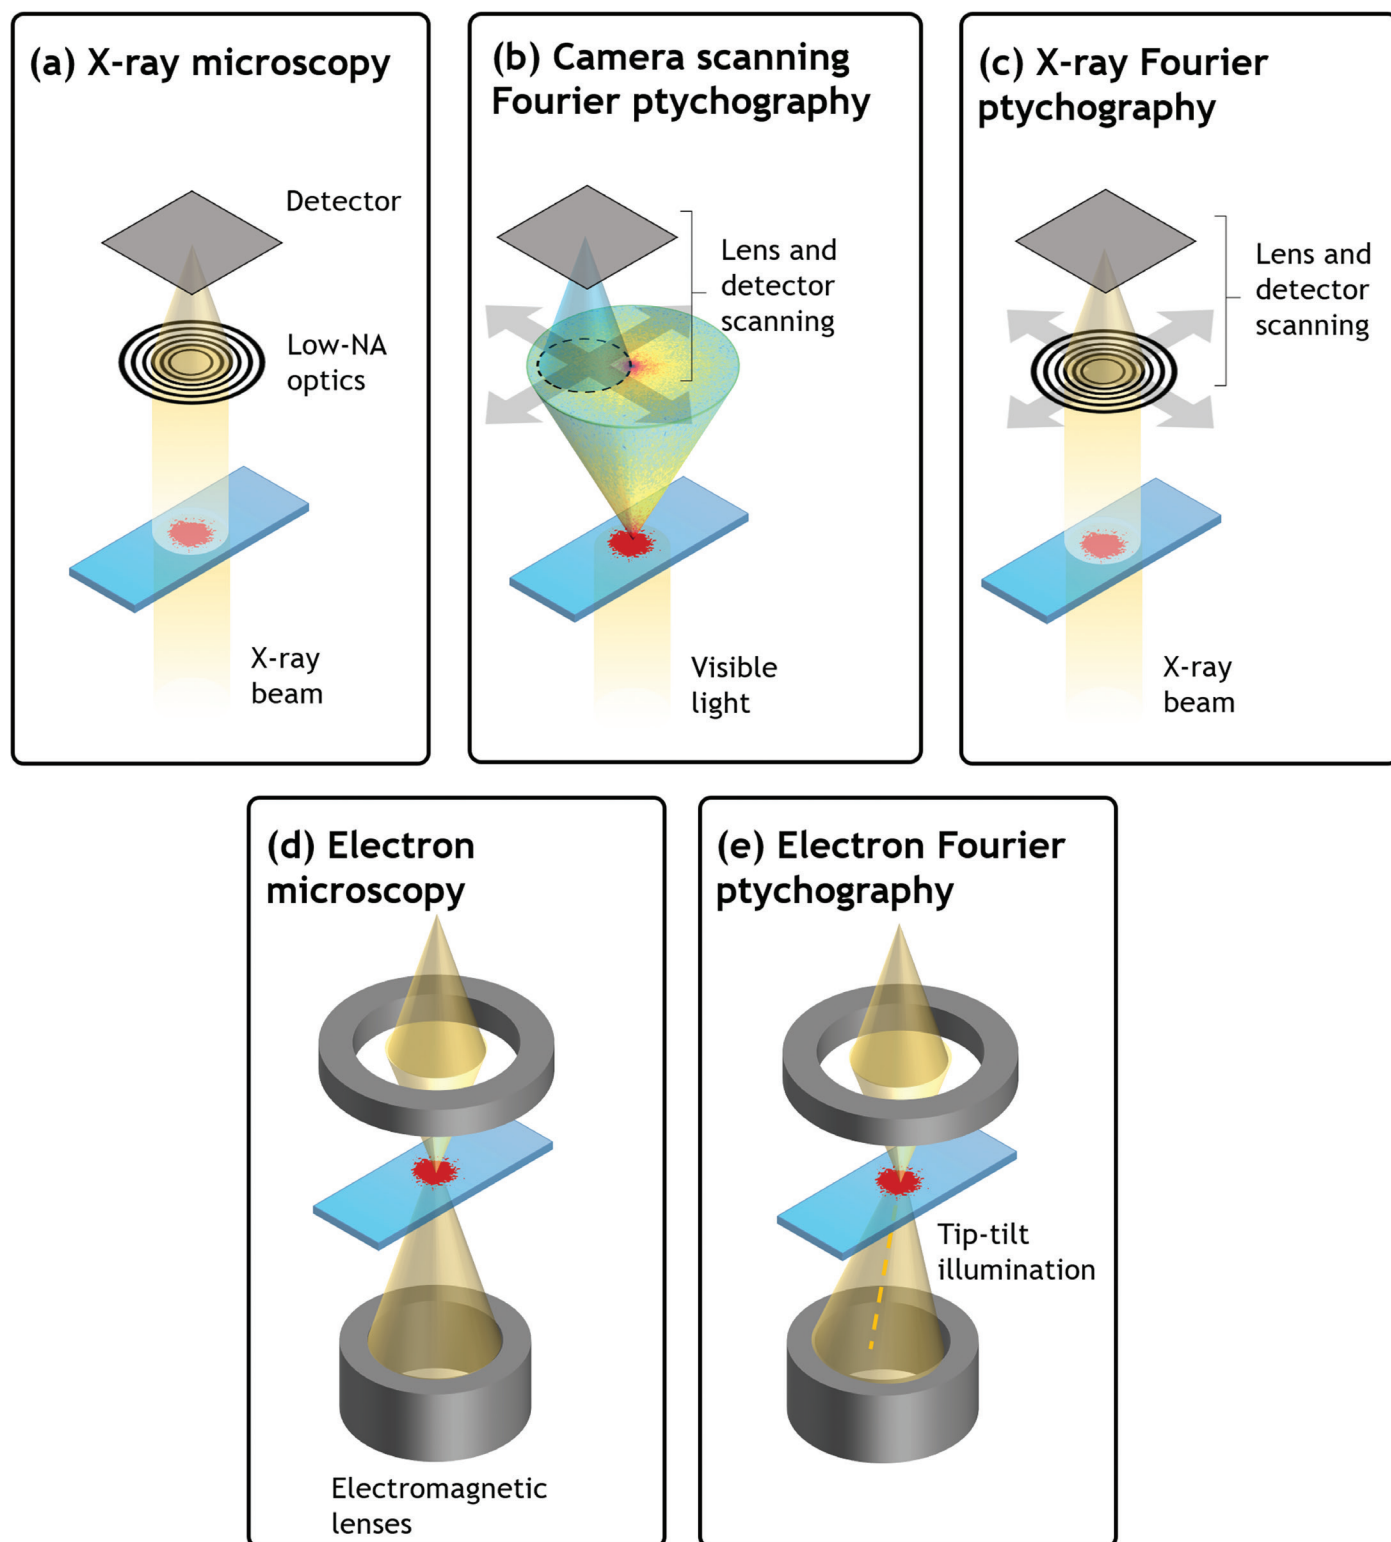 (a) X-ray microscopy
Detector
Low-NA
optics
X-ray
beam
(b) Camera scanning
Fourier ptychography
Lens and
detector
scanning
Visible
light
(c) X-ray Fourier
ptychography
Lens and
detector
scanning
X-ray
beam
(d) Electron
microscopy
Electromagnetic
lenses
(e) Electron Fourier
ptychography
Tip-tilt
illumination